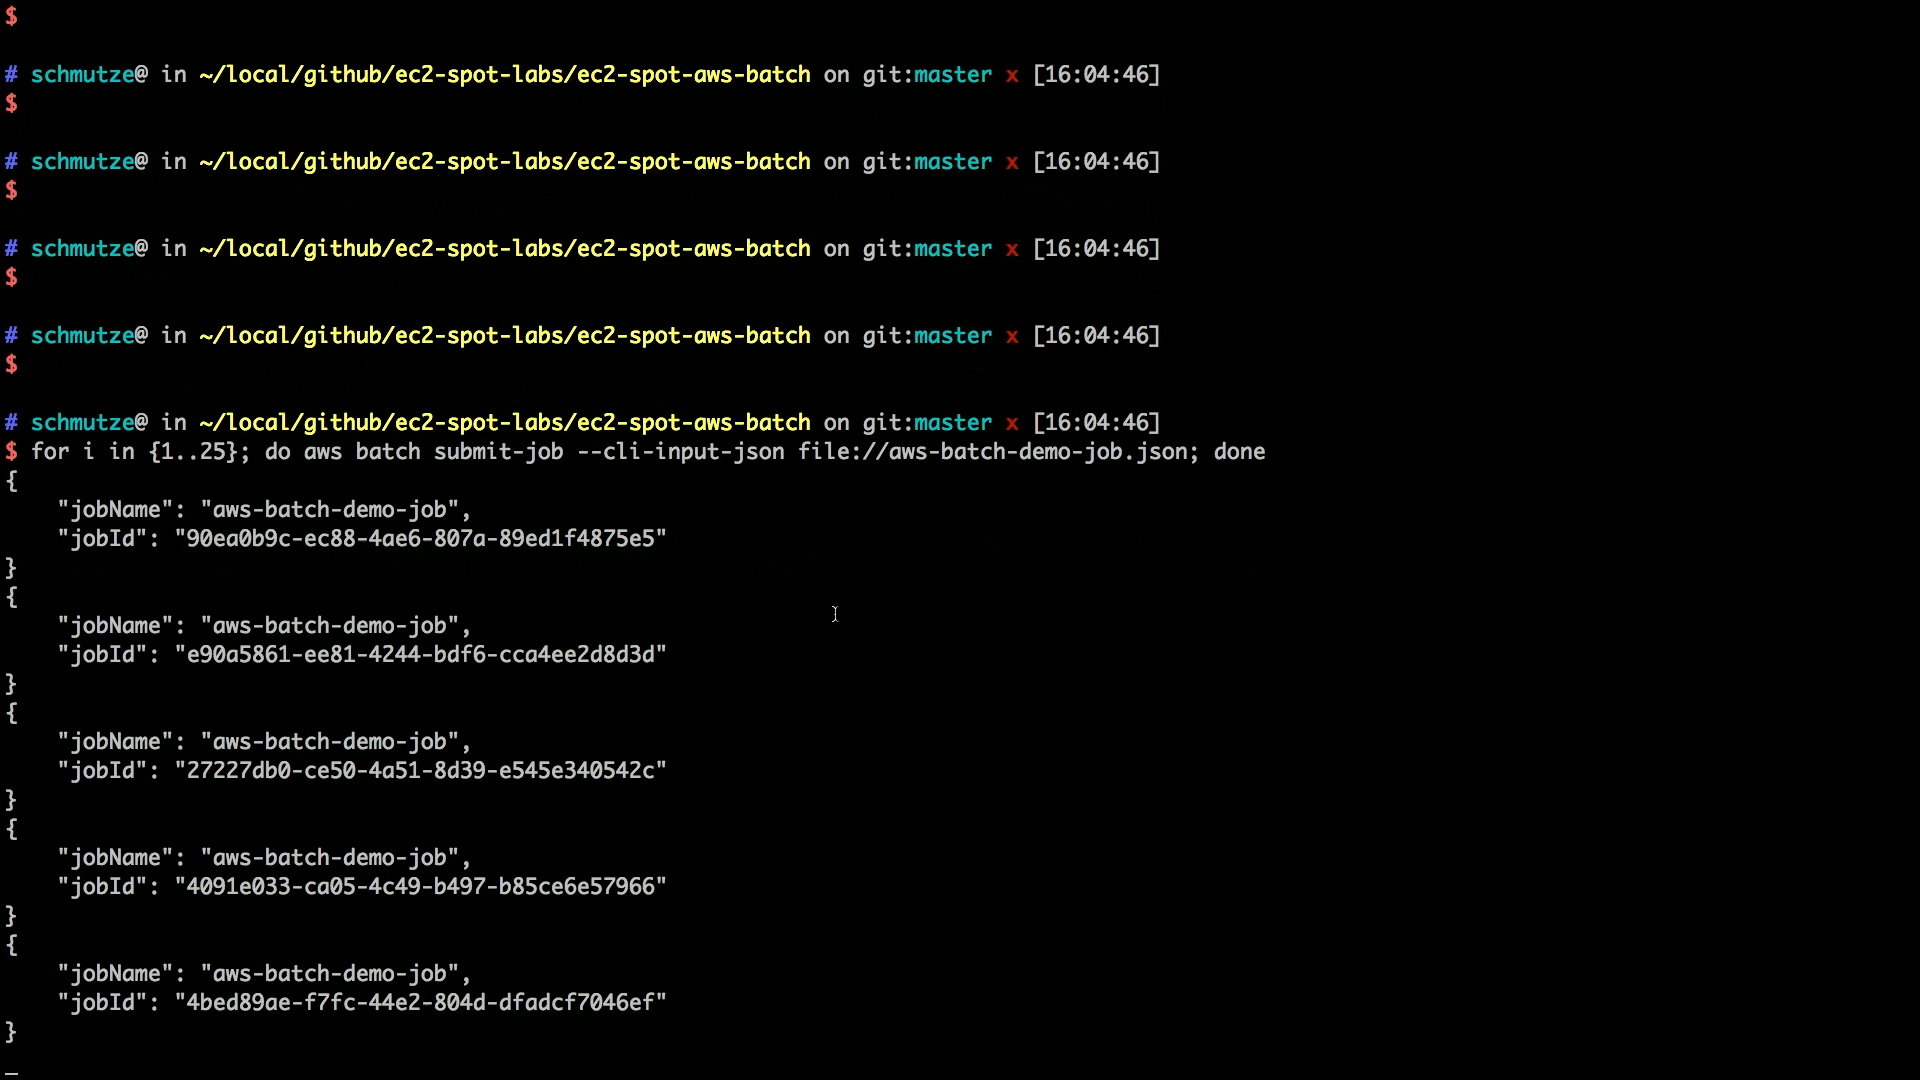 $
# schmutze@ in ~/local/github/ec2-spot-labs/ec2-spot-aws-batch on git:master x [16:04:46]
$
# schmutze@ in ~/local/github/ec2-spot-labs/ec2-spot-aws-batch on git:master x [16:04:46]
$
# schmutze@ in ~/local/github/ec2-spot-labs/ec2-spot-aws-batch on git:master x [16:04:46]
$
# schmutze@ in ~/local/github/ec2-spot-labs/ec2-spot-aws-batch on git:master x [16:04:46]
$
# schmutze@ in ~/local/github/ec2-spot-labs/ec2-spot-aws-batch on git:master x [16:04:46]
$ for i in {1..25}; do aws batch submit-job --cli-input-json file://aws-batch-demo-job.json; done
{
    "jobName": "aws-batch-demo-job",
    "jobId": "90ea0b9c-ec88-4ae6-807a-89ed1f4875e5"
}
{
    "jobName": "aws-batch-demo-job",
    "jobId": "e90a5861-ee81-4244-bdf6-cca4ee2d8d3d"
}
{
    "jobName": "aws-batch-demo-job",
    "jobId": "27227db0-ce50-4a51-8d39-e545e340542c"
}
{
    "jobName": "aws-batch-demo-job",
    "jobId": "4091e033-ca05-4c49-b497-b85ce6e57966"
}
{
    "jobName": "aws-batch-demo-job",
    "jobId": "4bed89ae-f7fc-44e2-804d-dfadcf7046ef"
}